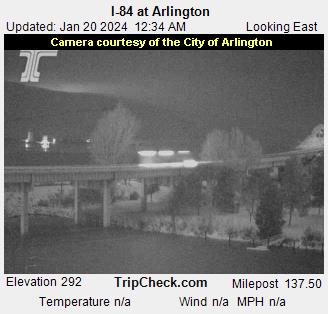 I-84 at Arlington
Updated: Jan 20 2024 12:34 AM Looking East
Camera courtesy of the City of Arlington
Elevation 292 TripCheck.com Milepost 137.50
Temperature n/a Wind n/a MPH n/a